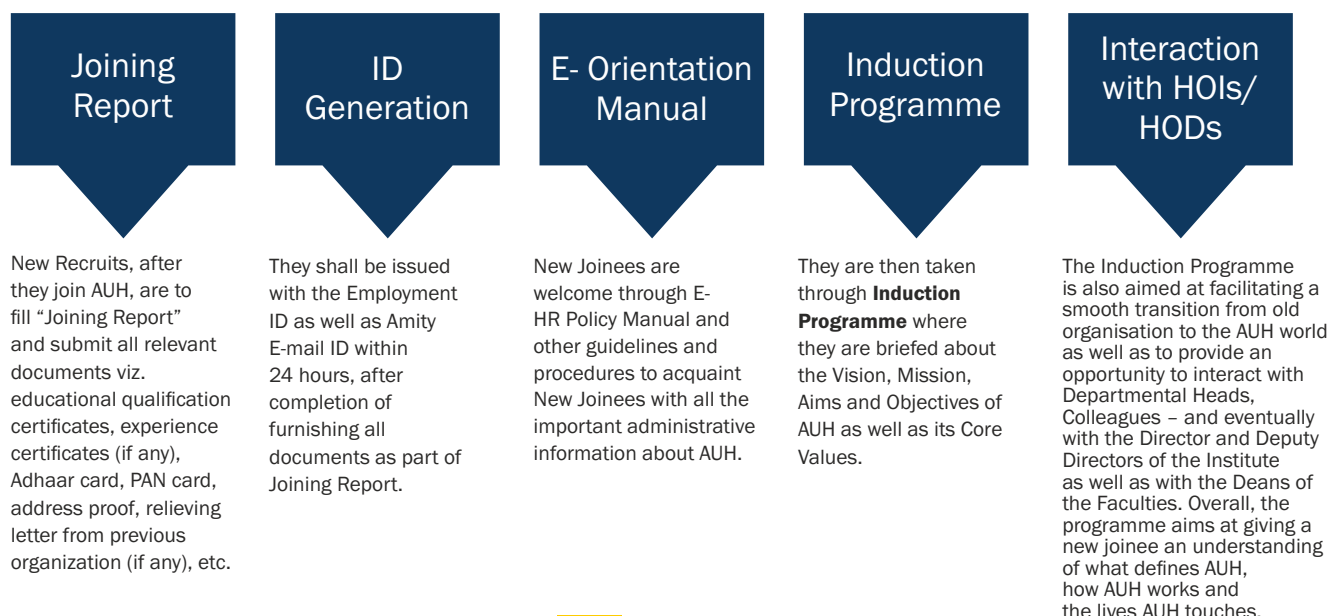 Joining
Report
New Recruits, after
they join AUH, are to
fill “Joining Report”
and submit all relevant
documents viz.
educational qualification
certificates, experience
certificates (if any),
Adhaar card, PAN card,
address proof, relieving
letter from previous
organization (if any), etc.
ID
Generation
They shall be issued
with the Employment
ID as well as Amity
E-mail ID within
24 hours, after
completion of
furnishing all
documents as part of
Joining Report.
E- Orientation
Manual
New Joinees are
welcome through E-
HR Policy Manual and
other guidelines and
procedures to acquaint
New Joinees with all the
important administrative
information about AUH.
Induction
Programme
They are then taken
through Induction
Programme where
they are briefed about
the Vision, Mission,
Aims and Objectives of
AUH as well as its Core
Values.
Interaction
with HOIs/
HODs
The Induction Programme
is also aimed at facilitating a
smooth transition from old
organisation to the AUH world
as well as to provide an
opportunity to interact with
Departmental Heads,
Colleagues – and eventually
with the Director and Deputy
Directors of the Institute
as well as with the Deans of
the Faculties. Overall, the
programme aims at giving a
new joinee an understanding
of what defines AUH,
how AUH works and
the lives AUH touches.